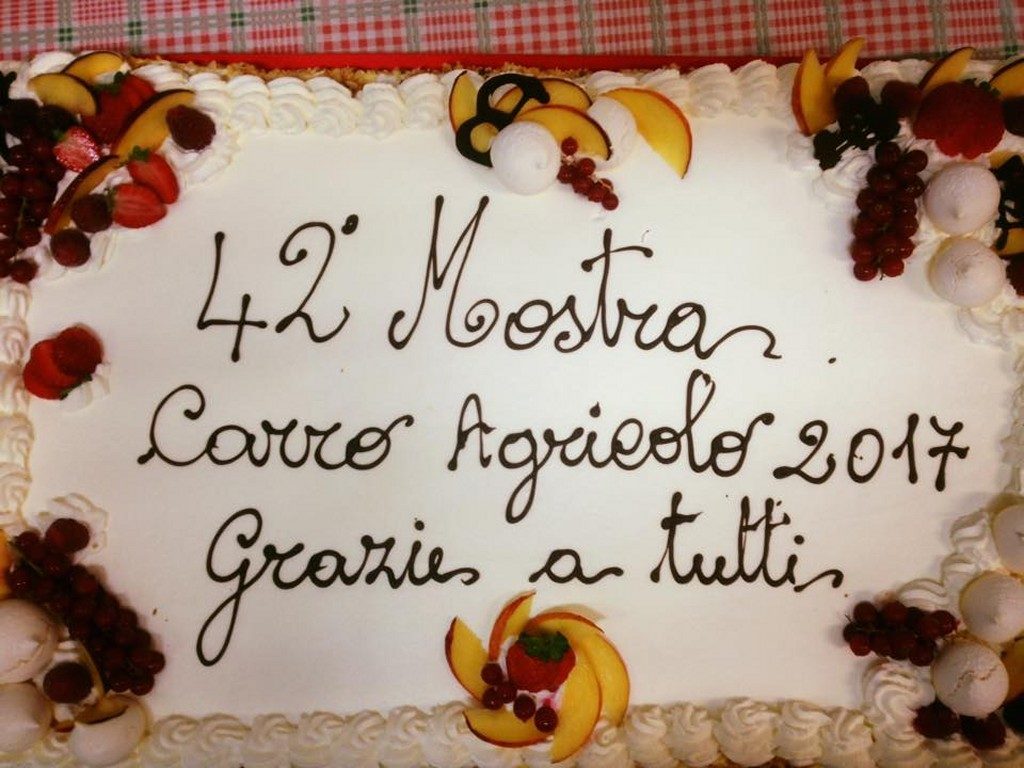 42° Mostra
Carro Agricolo 2017
Grazie a tutti